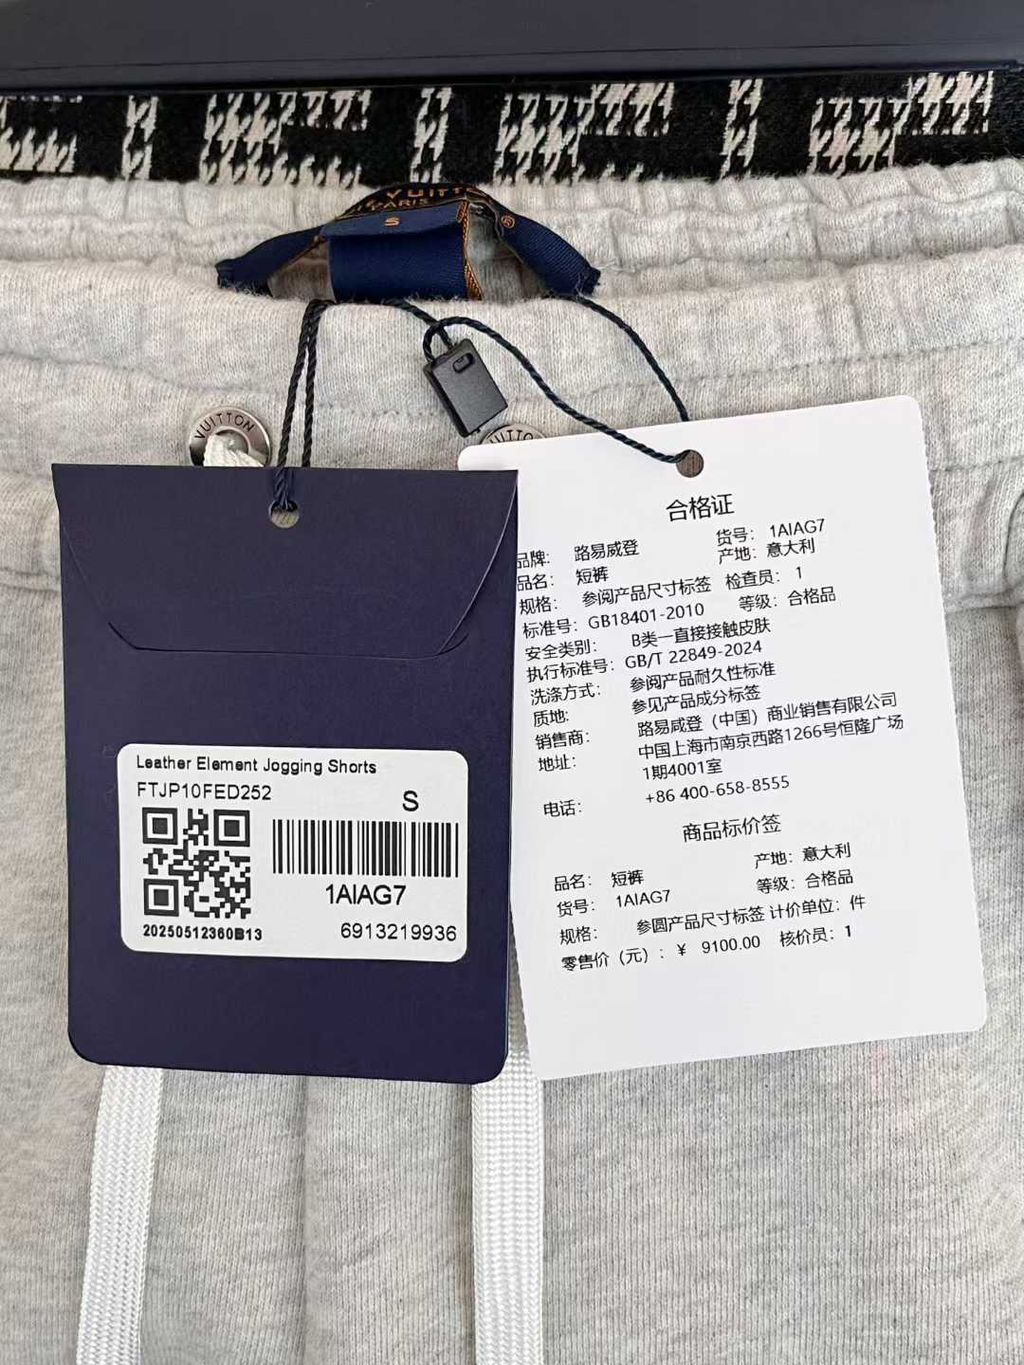 VUITT
PARIS
S
®
VUITTON
UITTO
Leather Element Jogging Shorts
FTJP10FED252
S
1AIAG7
20250512360B13
6913219936
合格证
货号： 1AIAG7
品牌： 路易威登 产地：意大利
品名： 短裤
规格： 参阅产品尺寸标签 检查员： 1
标准号：GB18401-2010 等级：合格品
安全类别： B类一直接接触皮肤
执行标准号：GB/T 22849-2024
洗涤方式： 参阅产品耐久性标准
质地： 参见产品成分标签
销售商： 路易威登（中国）商业销售有限公司
地址： 中国上海市南京西路1266号恒隆广场
1期4001室
电话： +86 400-658-8555
商品标价签
产地：意大利
品名： 短裤
等级：合格品
货号： 1AIAG7
规格： 参圆产品尺寸标签 计价单位：件
零售价（元）： ¥ 9100.00 核价员：1